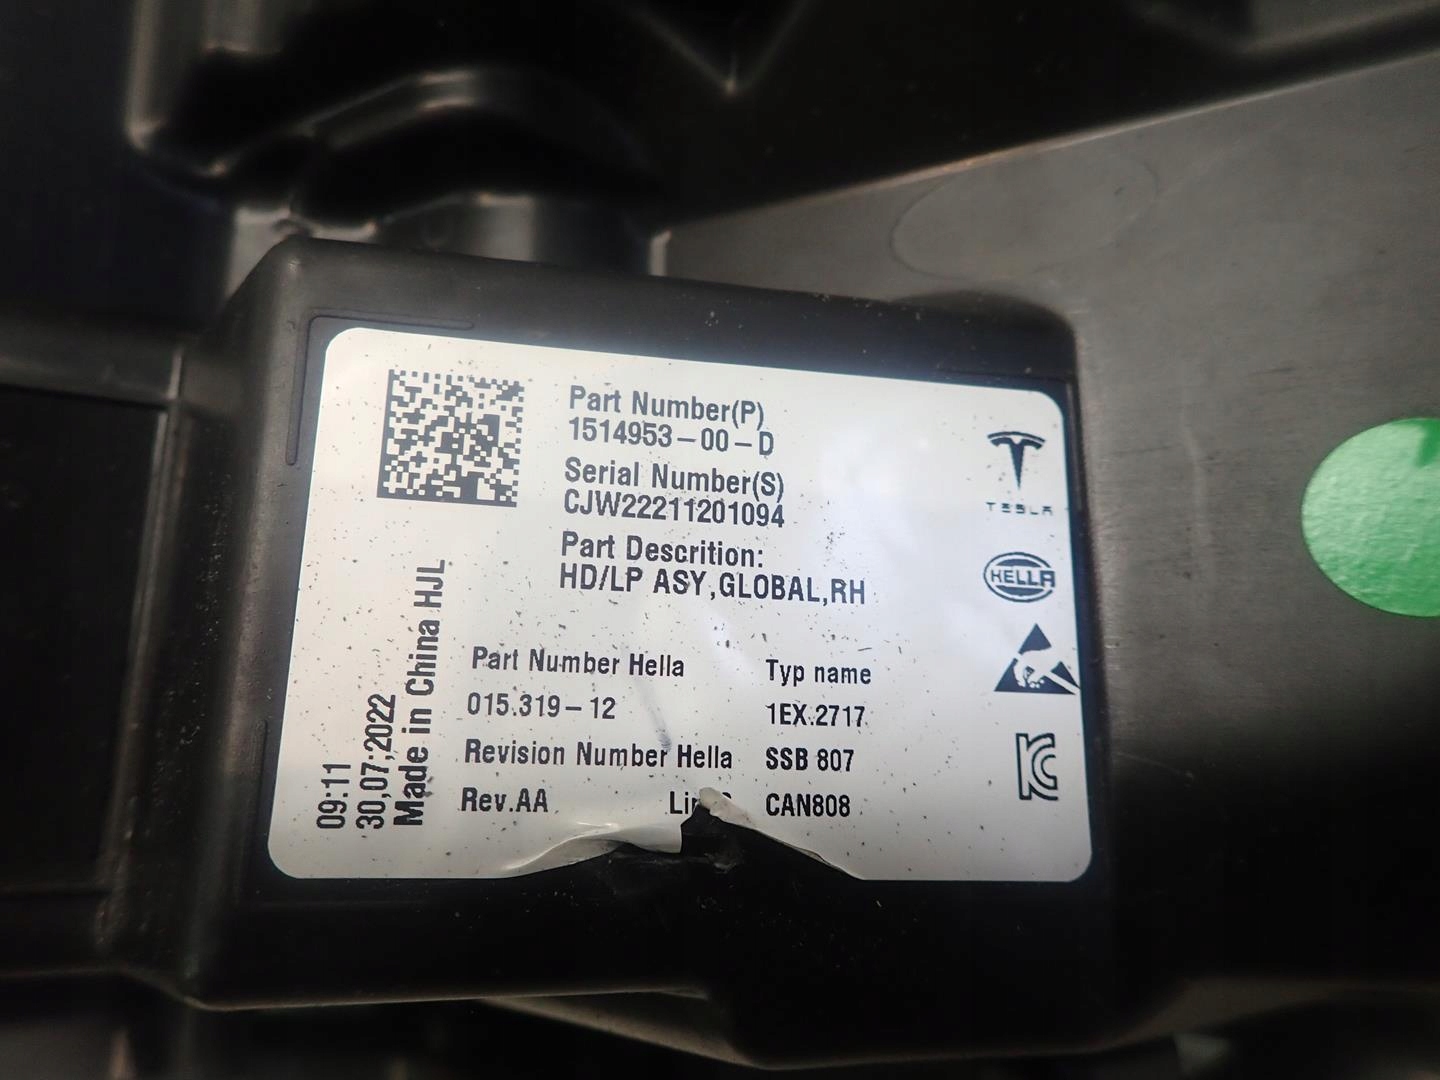 Part Number(P)
1514953-00-D
Serial Number(S)
CJW22211201094
Part Descrition:
HD/LP ASY,GLOBAL,RH
TESLA
HELLA
Part Number Hella
Typ name
015.319-12
1EX.2717
Revision Number Hella
SSB 807
Rev.AA
CAN808
09:11
30,07;2022
Made in China HJL